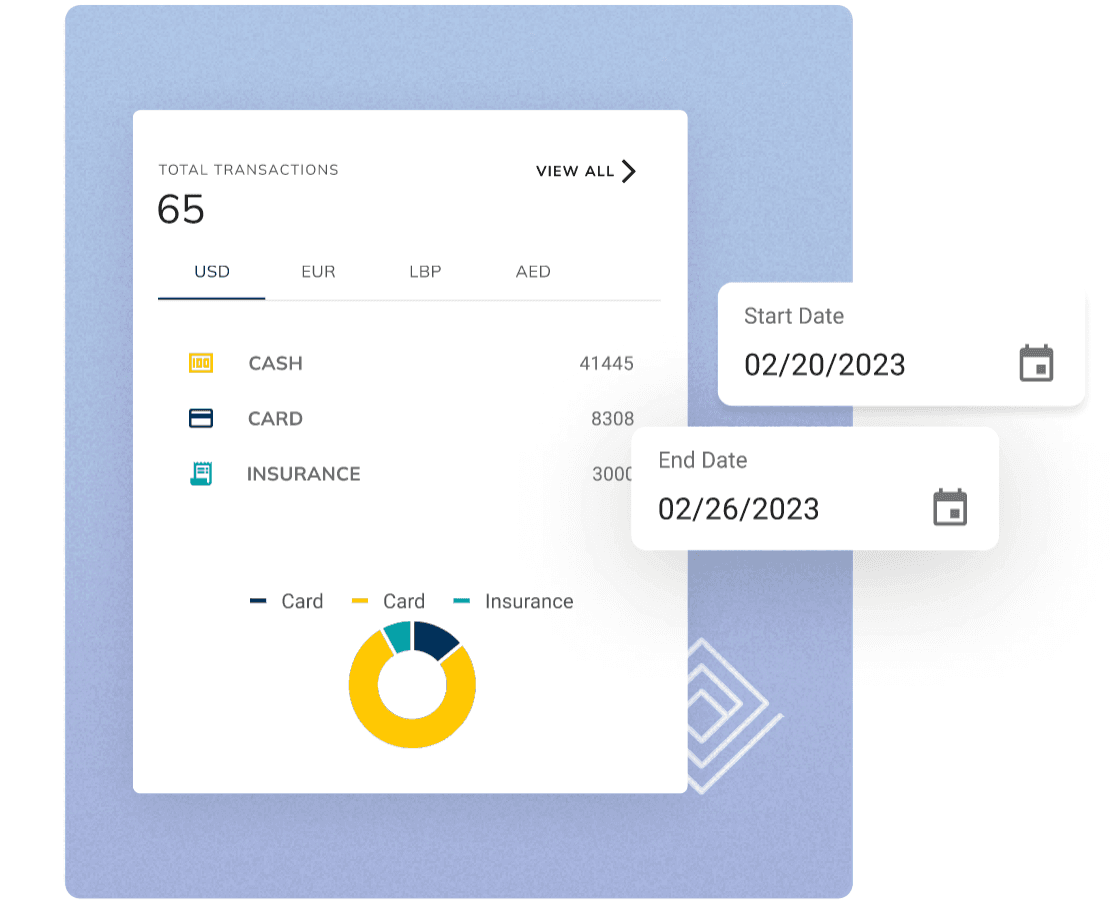 TOTAL TRANSACTIONS
VIEW ALL
65
USD EUR LBP AED
100
CASH 41445
CARD 8308
INSURANCE 3000
Start Date
02/20/2023
End Date
02/26/2023
Card Card Insurance